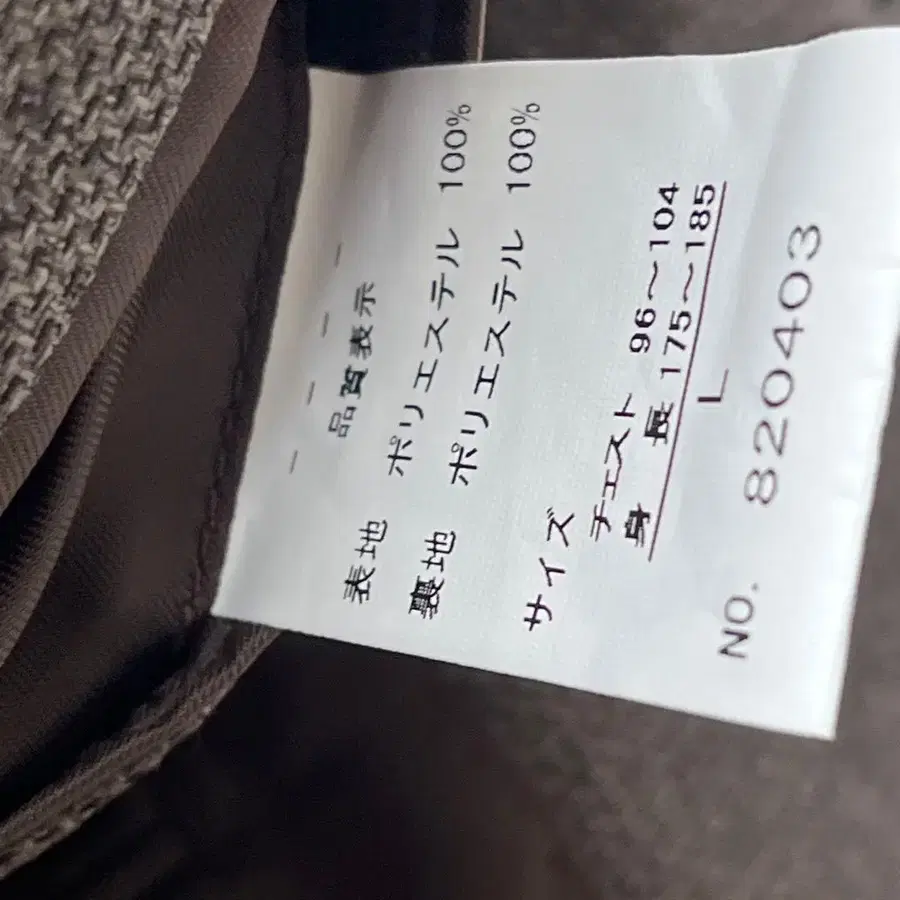 品質表示
表地 ポリエステル 100%
裏地 ポリエステル 100%
サイズ
チェスト 96〜104
身長 175〜185
L
NO. 820403